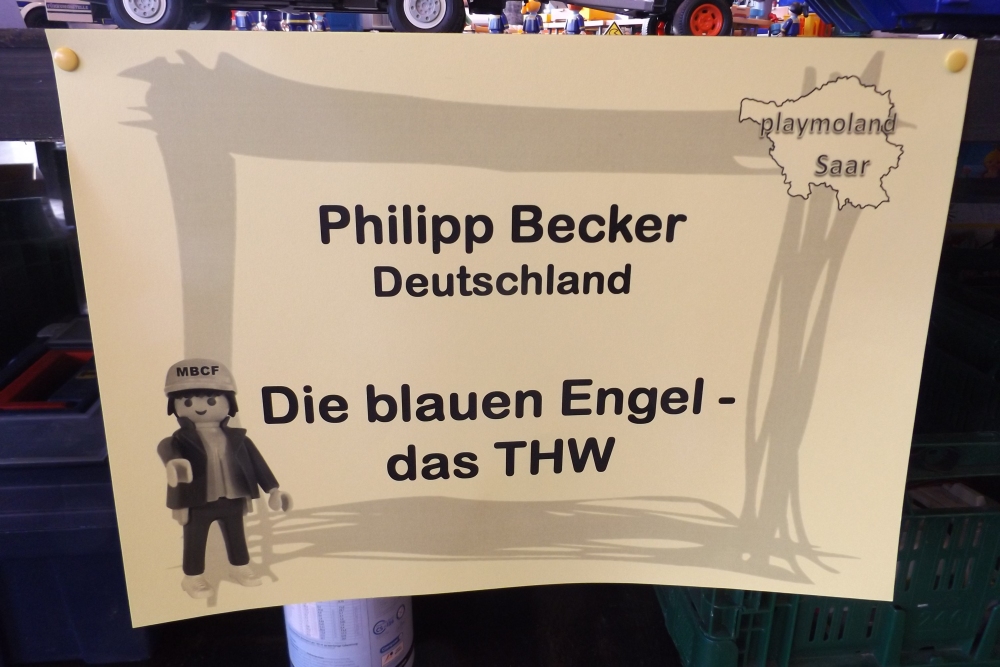 playmoland
Saar
Philipp Becker
Deutschland
MBCF
Die blauen Engel -
das THW